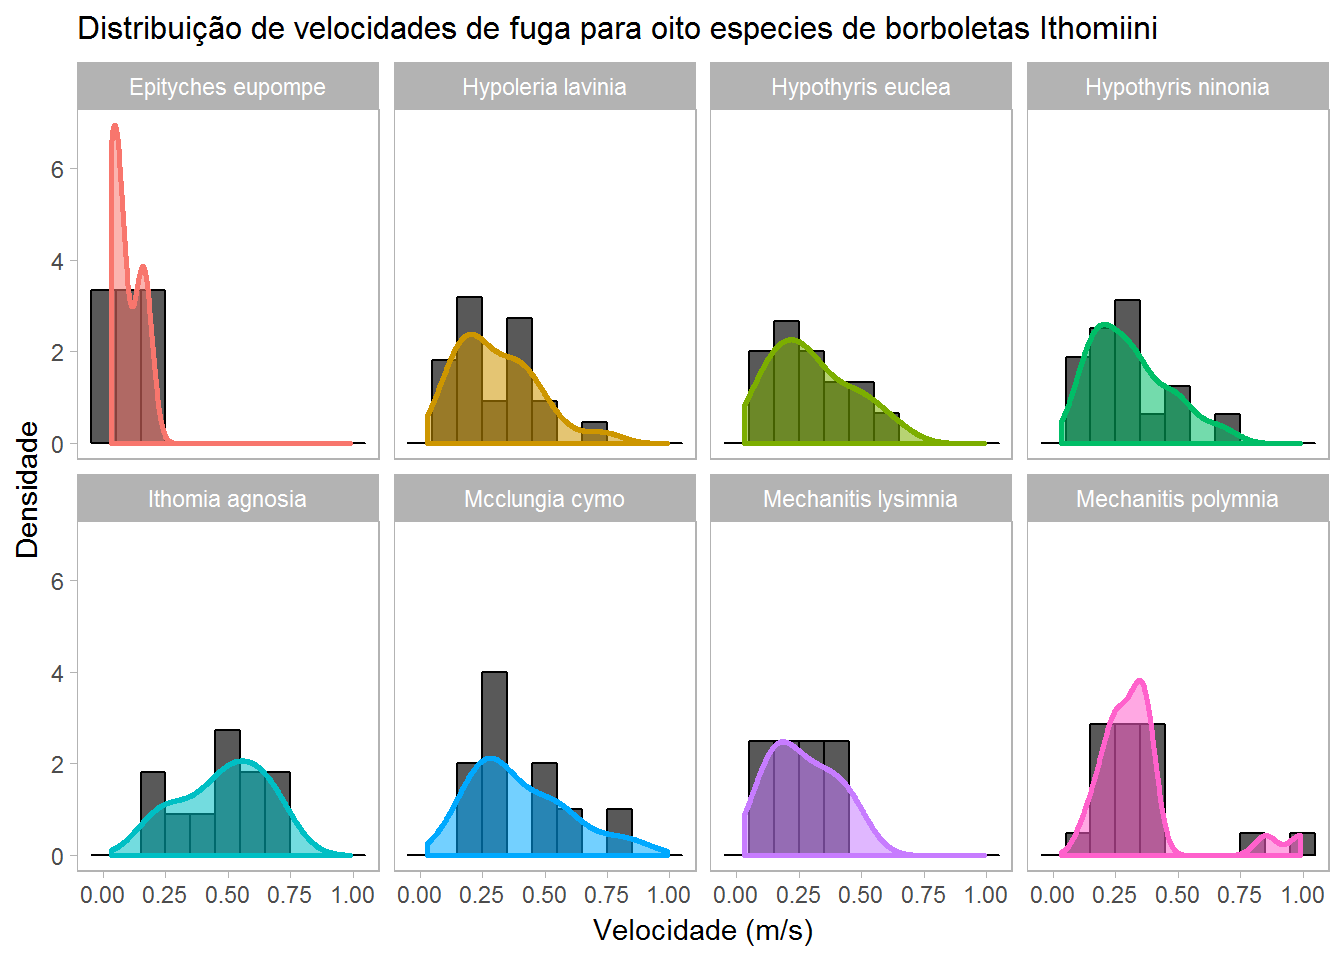 Distribuição de velocidades de fuga para oito especies de borboletas Ithomiini
Epityches eupompe
Hypoleria lavinia
Hypothyris euclea
Hypothyris ninonia
6
4
2
0
Ithomia agnosia
Mcclungia cymo
Mechanitis lysimnia
Mechanitis polymnia
6
4
2
0
Densidade
0.00 0.25 0.50 0.75 1.00
0.00 0.25 0.50 0.75 1.00
0.00 0.25 0.50 0.75 1.00
0.00 0.25 0.50 0.75 1.00
Velocidade (m/s)